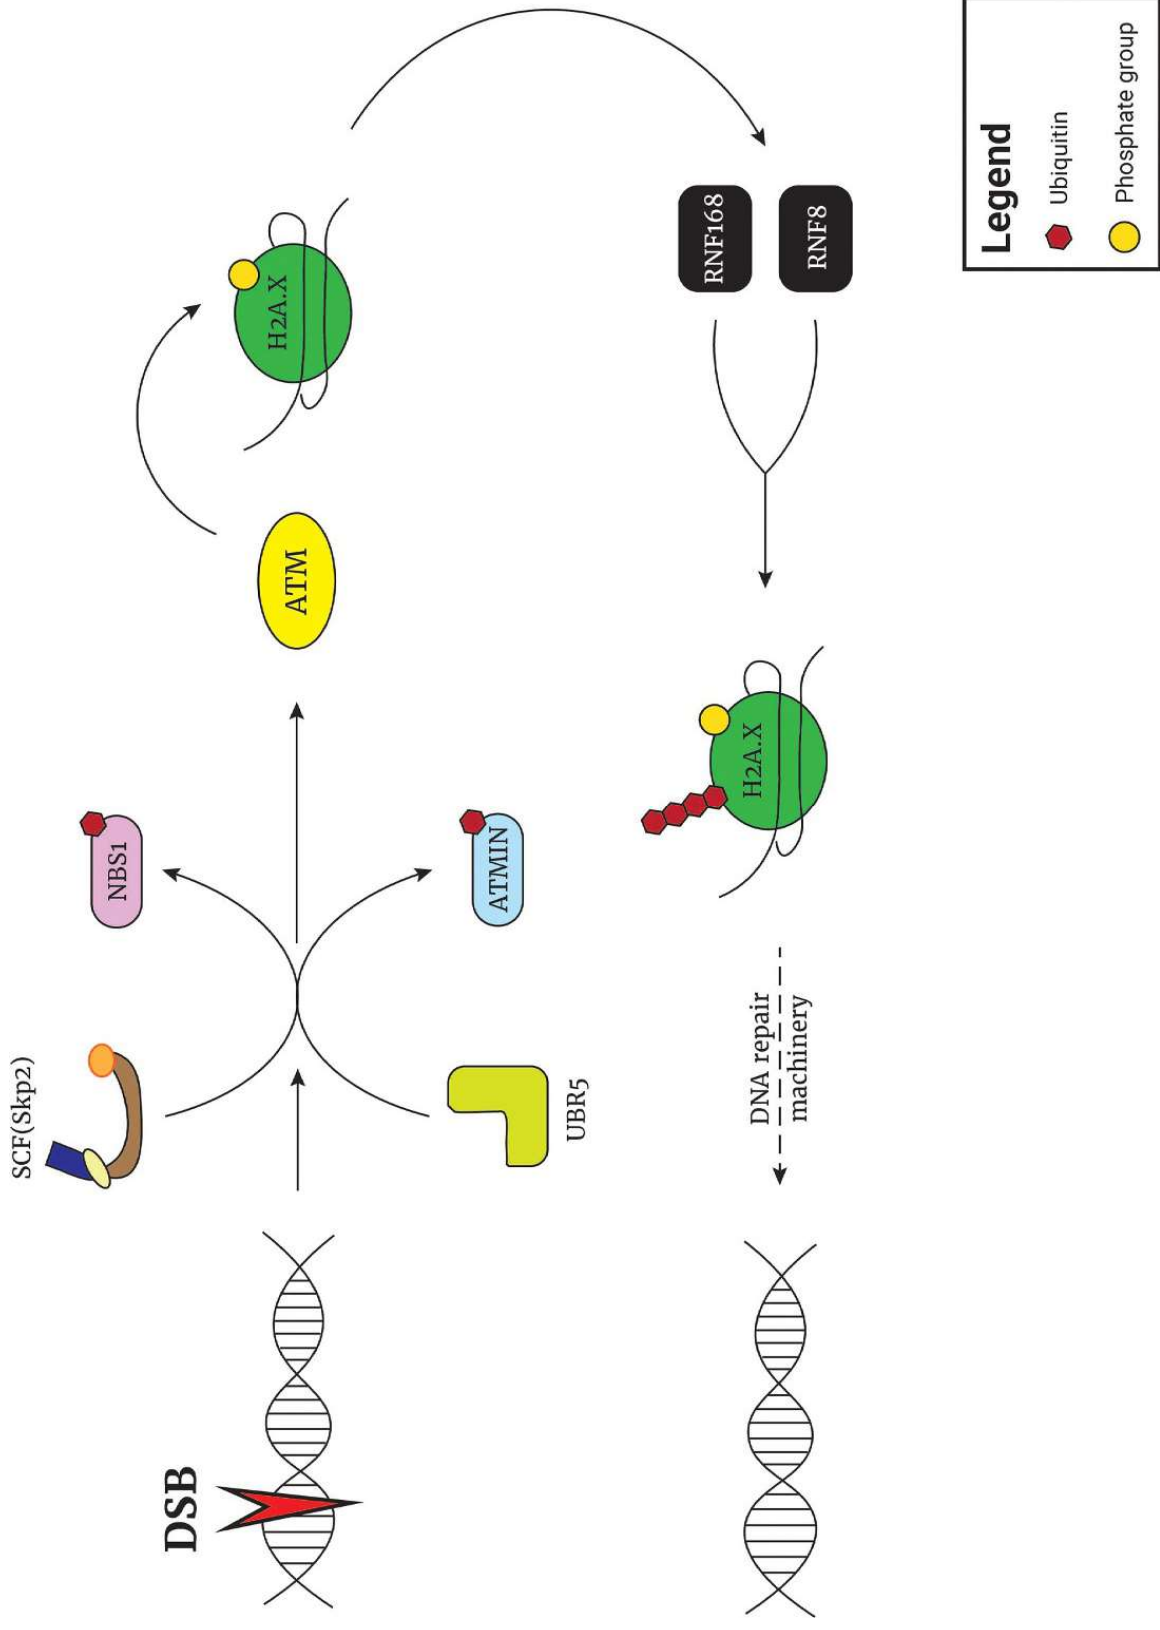 DSB
SCF(Skp2)
UBR5
NBS1
ATMIN
ATM
H2A.X
RNF168
RNF8
H2A.X
DNA repair
machinery
Legend
Ubiquitin
Phosphate group